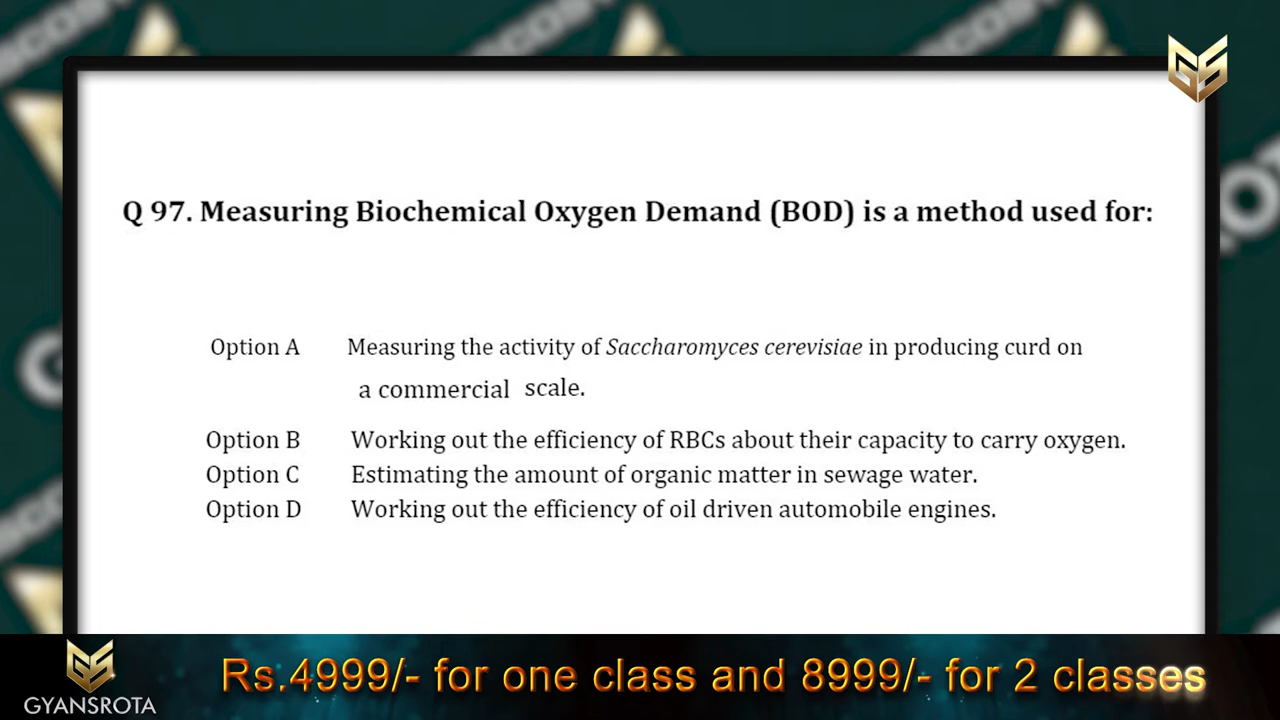 GS
Q 97. Measuring Biochemical Oxygen Demand (BOD) is a method used for:
Option A Measuring the activity of Saccharomyces cerevisiae in producing curd on
a commercial scale.
Option B Working out the efficiency of RBCs about their capacity to carry oxygen.
Option C Estimating the amount of organic matter in sewage water.
Option D Working out the efficiency of oil driven automobile engines.
GS
GYANSROTA
Rs.4999/- for one class and 8999/- for 2 classes